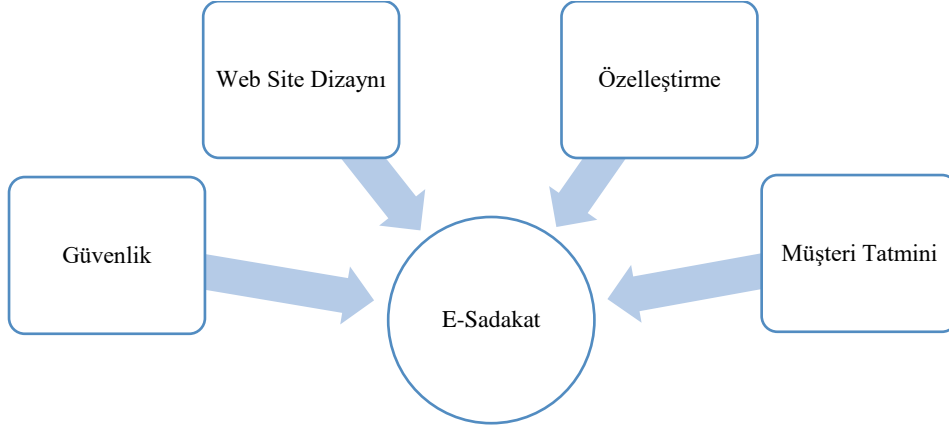 Web Site Dizaynı
Özelleştirme
Güvenlik
Müşteri Tatmini
E-Sadakat